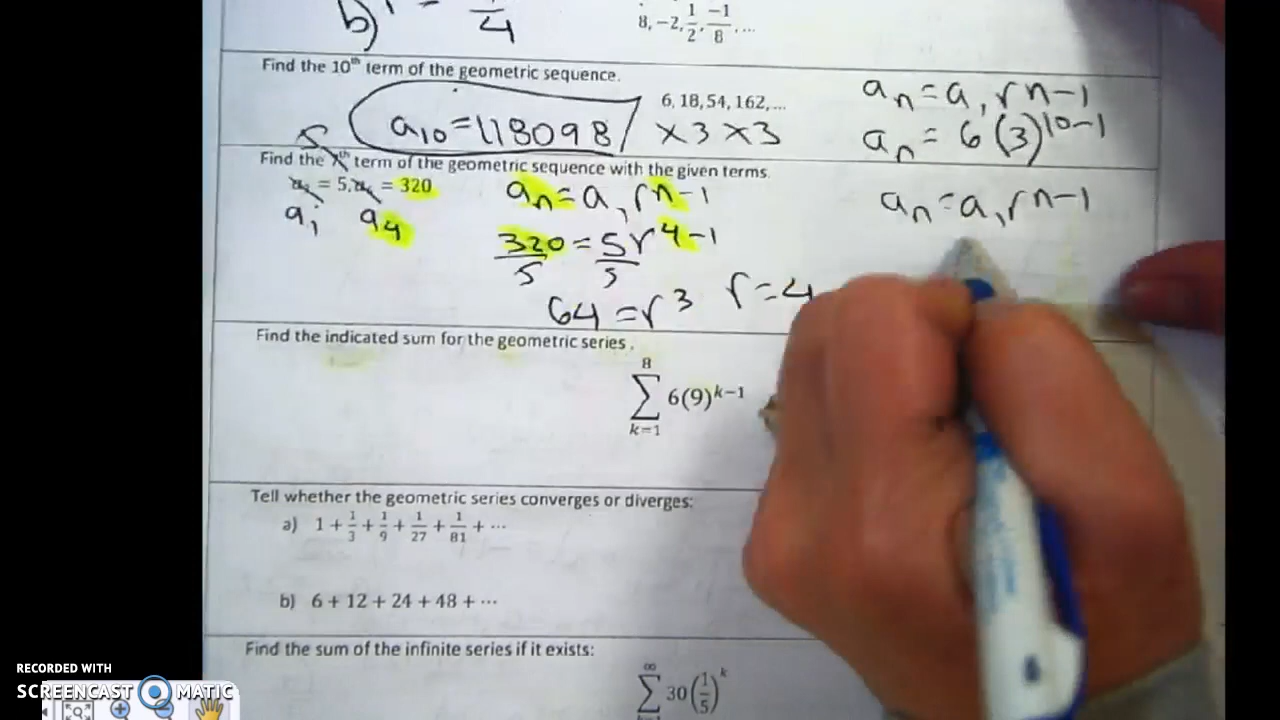 b) r = 1/4
8, −2, 1/2, −1/8, ...
Find the 10th term of the geometric sequence.
6, 18, 54, 162, ...
×3 ×3
a10 = 118098
an = a1 r n−1
an = 6(3)10−1
5
Find the term of the geometric sequence with the given terms.
= 5, = 320
a1 a4
an = a1 r n−1
320 = 5r 4−1
5 5
64 = r3 r = 4
an = a1 r n−1
Find the indicated sum for the geometric series .
8
∑ 6(9)k−1
k=1
Tell whether the geometric series converges or diverges:
a) 1 + 1/3 + 1/9 + 1/27 + 1/81 + ⋯
b) 6 + 12 + 24 + 48 + ⋯
Find the sum of the infinite series if it exists:
∞
∑ 30(1/5)k
RECORDED WITH
SCREENCAST MATIC